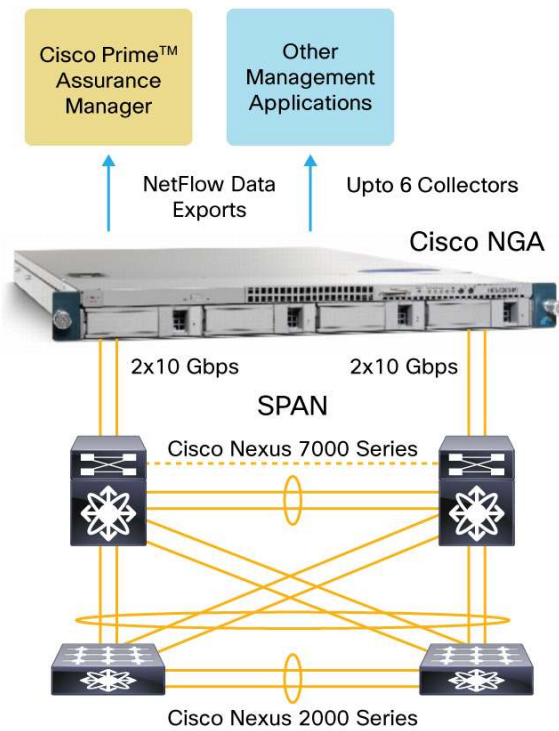 Cisco Prime™
Assurance
Manager
Other
Management
Applications
NetFlow Data
Exports
Upto 6 Collectors
Cisco NGA
2x10 Gbps
2x10 Gbps
SPAN
Cisco Nexus 7000 Series
Cisco Nexus 2000 Series